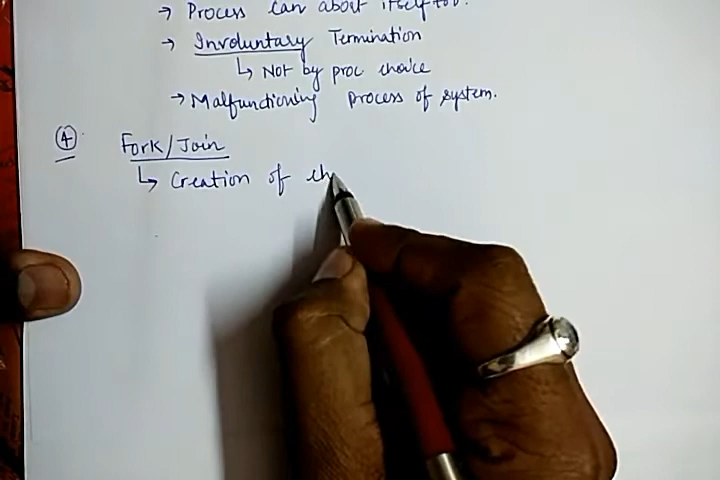 → Process can abort itself too.
→ Involuntary Termination
↳ Not by proc choice
→ Malfunctioning process of system.
④ Fork/Join
↳ Creation of ch